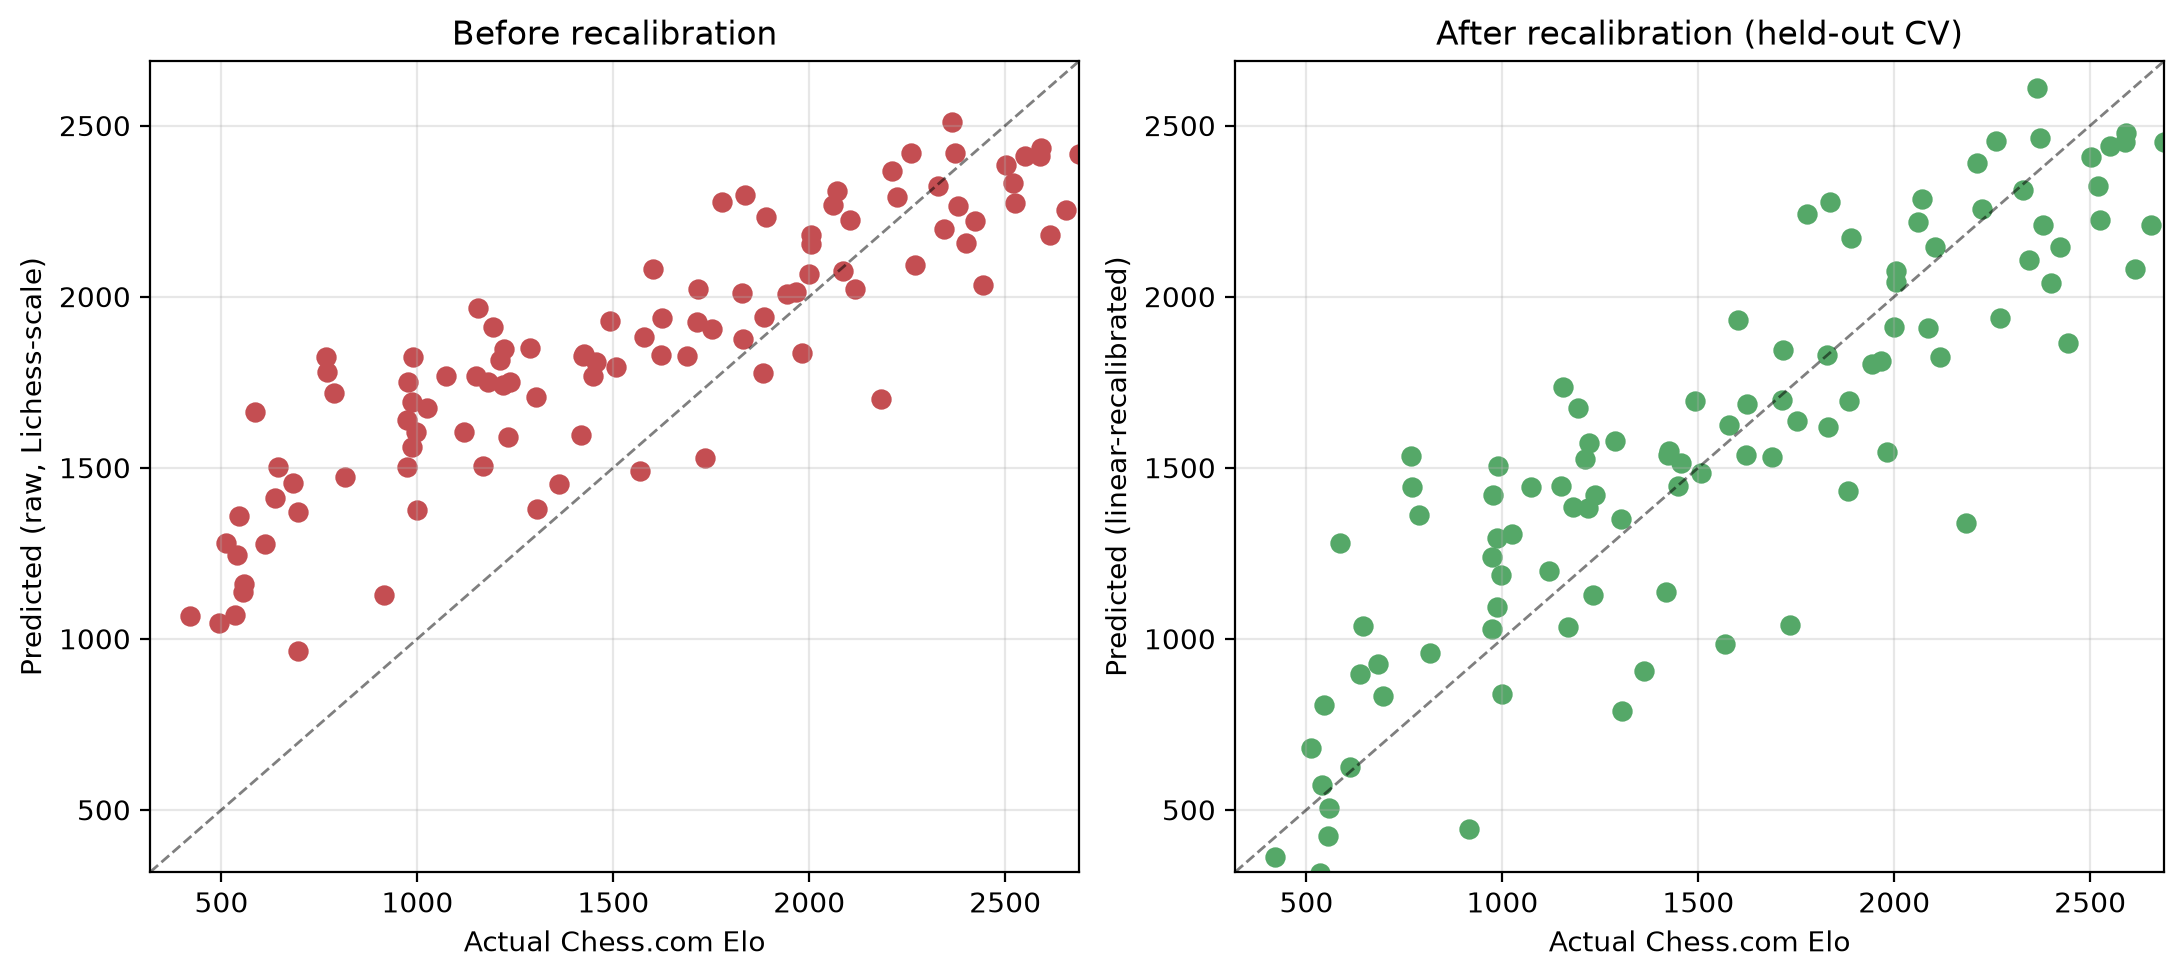 Before recalibration
Predicted (raw, Lichess-scale)
2500
2000
1500
1000
500
500 1000 1500 2000 2500
Actual Chess.com Elo
After recalibration (held-out CV)
Predicted (linear-recalibrated)
2500
2000
1500
1000
500
500 1000 1500 2000 2500
Actual Chess.com Elo